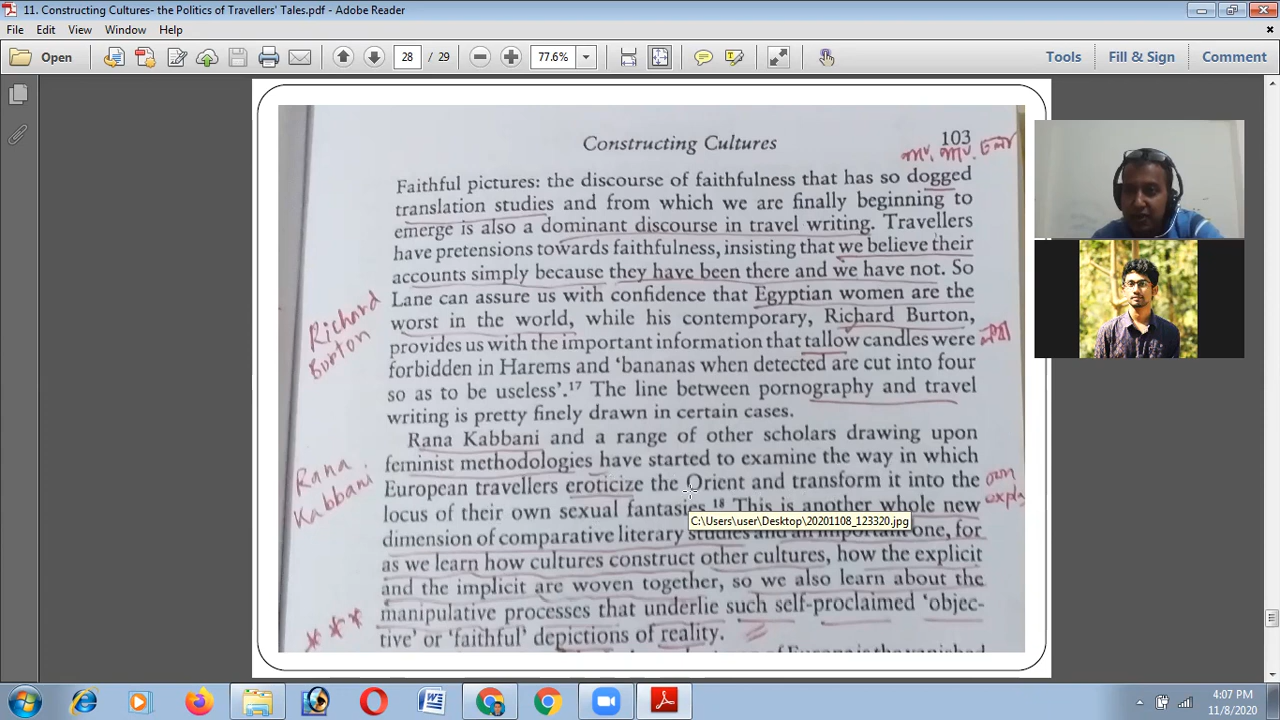 11. Constructing Cultures- the Politics of Travellers' Tales.pdf - Adobe Reader
File Edit View Window Help
Open 28 / 29 77.6% Tools Fill & Sign Comment
Constructing Cultures 103
Faithful pictures: the discourse of faithfulness that has so dogged
translation studies and from which we are finally beginning to
emerge is also a dominant discourse in travel writing. Travellers
have pretensions towards faithfulness, insisting that we believe their
accounts simply because they have been there and we have not. So
Lane can assure us with confidence that Egyptian women are the
worst in the world, while his contemporary, Richard Burton,
provides us with the important information that tallow candles were
forbidden in Harems and 'bananas when detected are cut into four
so as to be useless'.17 The line between pornography and travel
writing is pretty finely drawn in certain cases.
Richard
Burton
Rana Kabbani and a range of other scholars drawing upon
feminist methodologies have started to examine the way in which
European travellers eroticize the Orient and transform it into the
locus of their own sexual fantasies.18 This is another whole new
dimension of comparative literary studies and an important one, for
as we learn how cultures construct other cultures, how the explicit
and the implicit are woven together, so we also learn about the
manipulative processes that underlie such self-proclaimed 'objec-
tive' or 'faithful' depictions of reality.
Rana
Kabbani
C:\Users\user\Desktop\20201108_123320.jpg
4:07 PM
11/8/2020